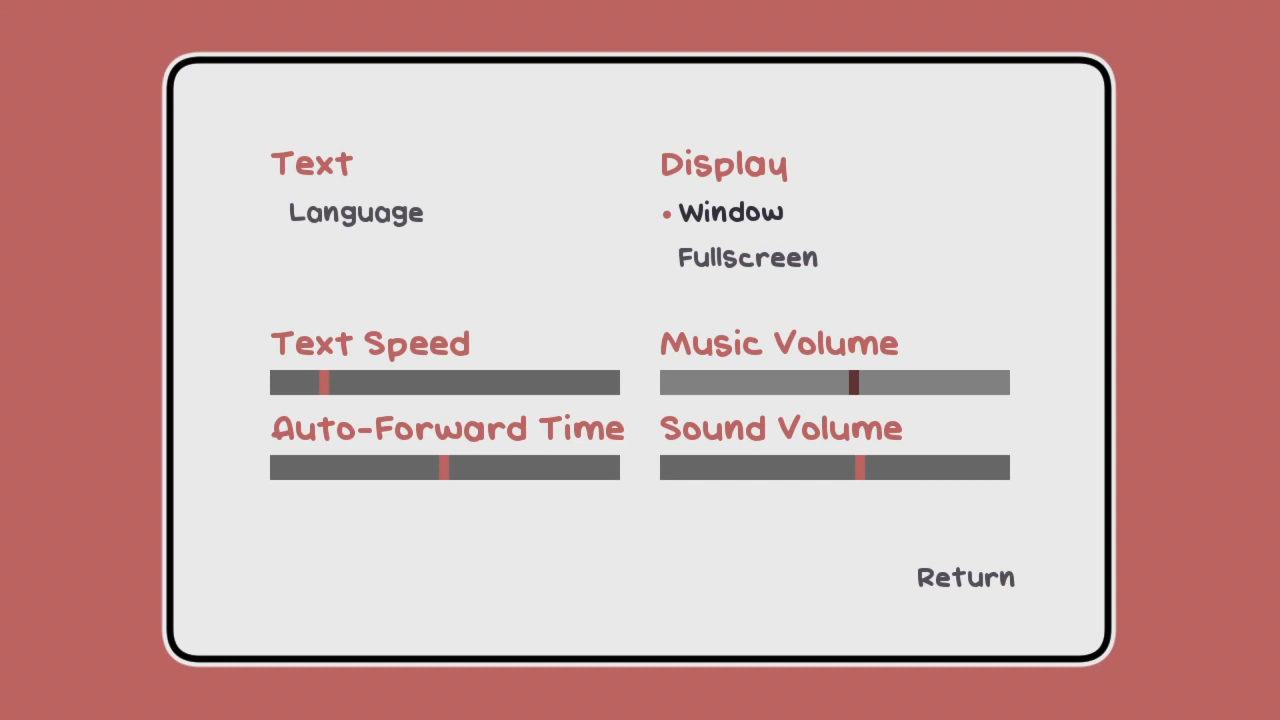 Text
Language
Display
Window
Fullscreen
Text Speed
Music Volume
Auto-Forward Time
Sound Volume
Return